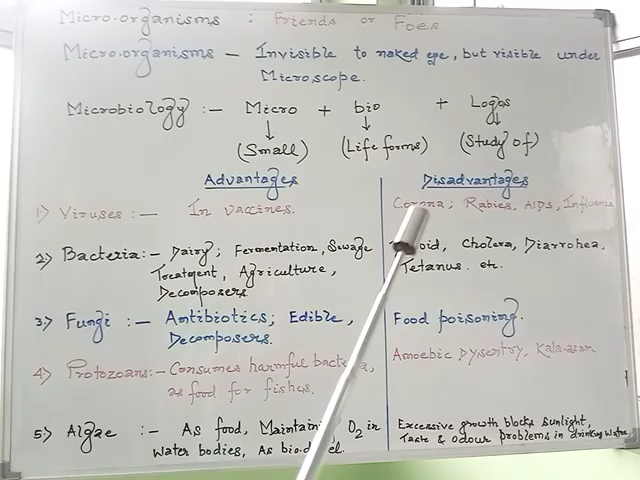 Micro.organisms : Friends or Foes
Micro.organisms - Invisible to naked eye, but visible under
Microscope.
Microbiology :- Micro + bio + Logos
(Small) (Life forms) (Study of)
Advantages Disadvantages
1) Viruses :- In vaccines. Corona; Rabies, AIDS, Influenza
2) Bacteria :- Dairy; Fermentation, Sewage Cholera, Diarrohea,
Treatment, Agriculture, Tetanus. etc.
Decomposers
3) Fungi :- Antibiotics; Edible, Food poisoning.
Decomposers.
4) Protozoans :- Consumes harmful bacteria, Amoebic Dysentry, Kala-azar
as food for fishes.
5) Algae :- As food, O2 in Excessive growth blocks sunlight,
water bodies, As Taste & odour problems in drinking water